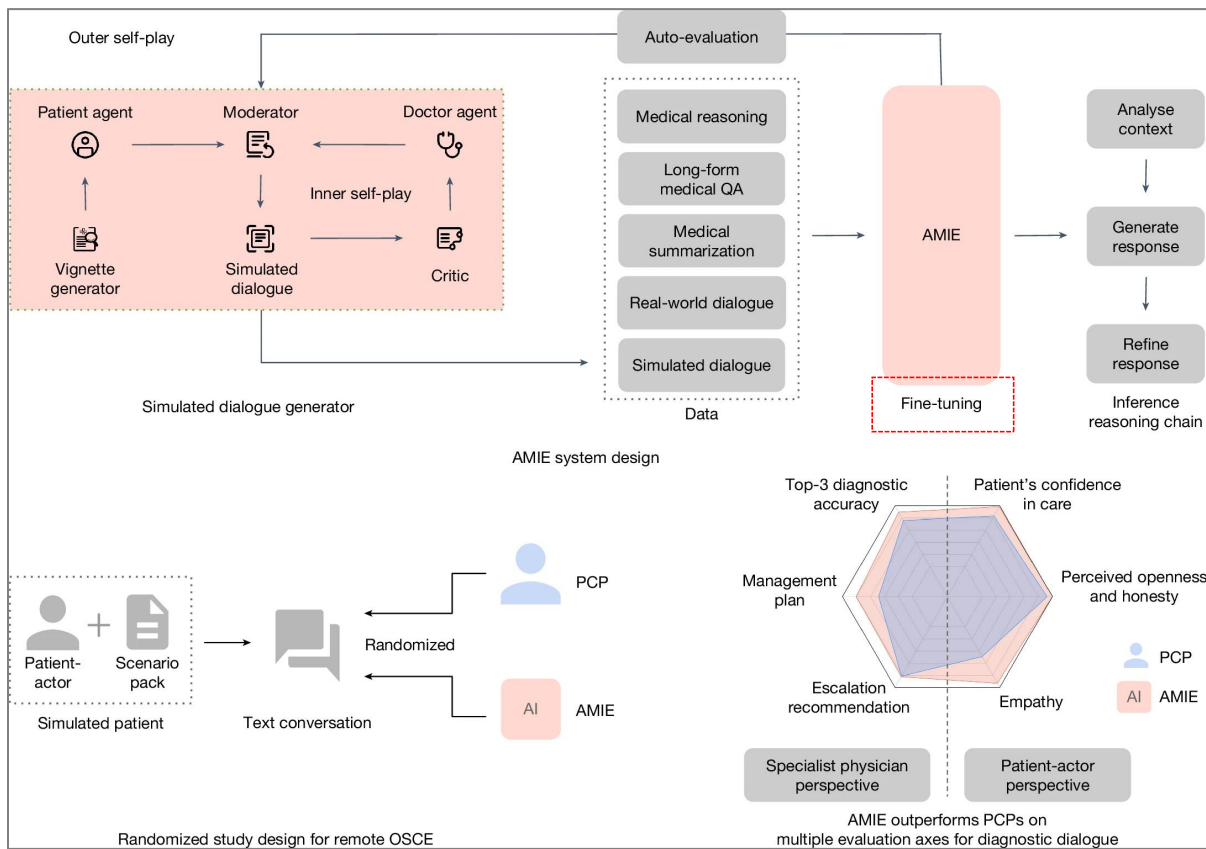 Outer self-play
Auto-evaluation
Patient agent
Moderator
Doctor agent
Inner self-play
Vignette
generator
Simulated
dialogue
Critic
Simulated dialogue generator
Medical reasoning
Long-form
medical QA
Medical
summarization
Real-world dialogue
Simulated dialogue
Data
AMIE
Fine-tuning
Analyse
context
Generate
response
Refine
response
Inference
reasoning chain
AMIE system design
Patient-
actor
Scenario
pack
Simulated patient
Text conversation
PCP
Randomized
AI
AMIE
Randomized study design for remote OSCE
Top-3 diagnostic
accuracy
Patient's confidence
in care
Management
plan
Perceived openness
and honesty
Escalation
recommendation
Empathy
PCP
AI
AMIE
Specialist physician
perspective
Patient-actor
perspective
AMIE outperforms PCPs on
multiple evaluation axes for diagnostic dialogue